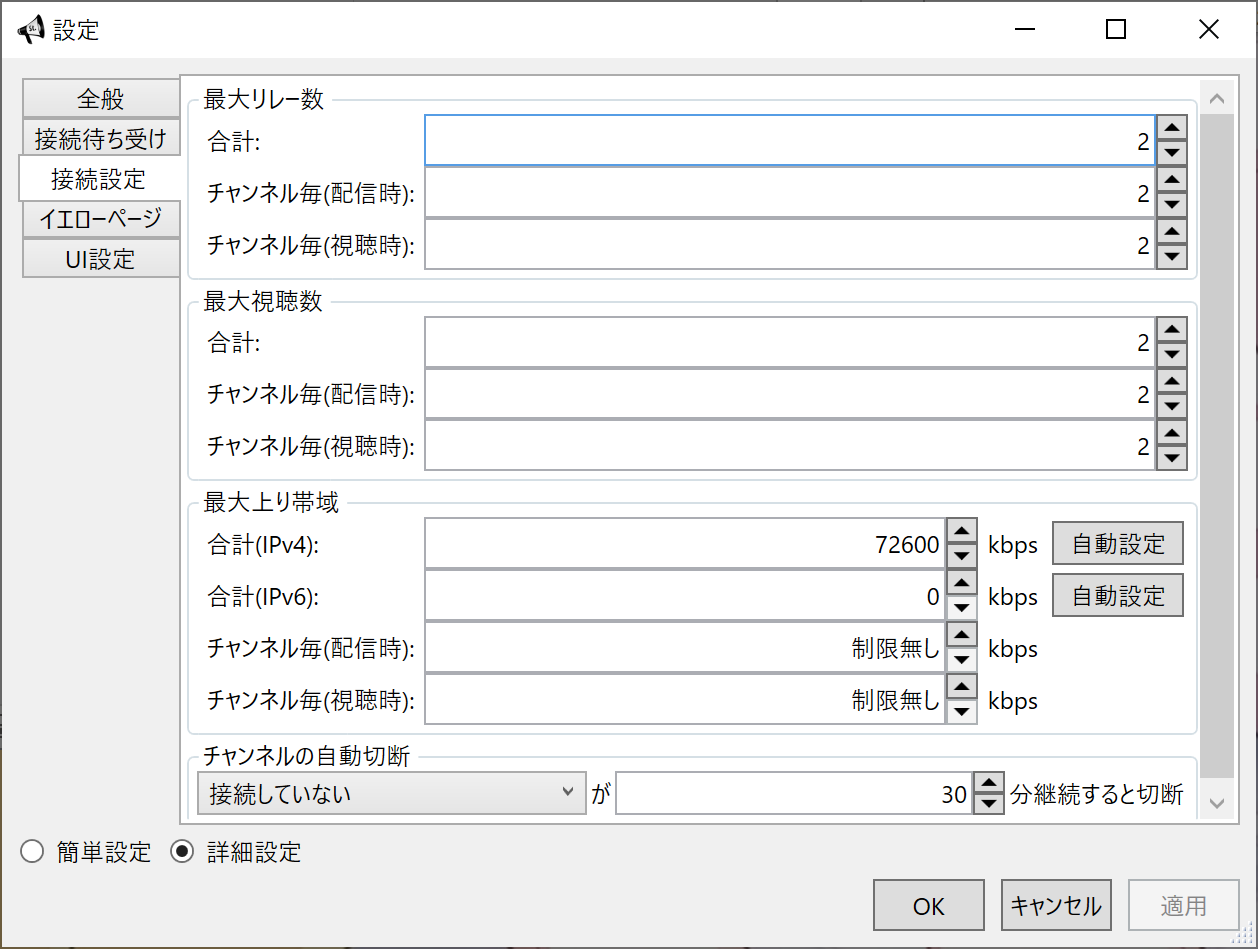 設定
全般
接続待ち受け
接続設定
イエローページ
UI設定
最大リレー数
合計: 2
チャンネル毎(配信時): 2
チャンネル毎(視聴時): 2
最大視聴数
合計: 2
チャンネル毎(配信時): 2
チャンネル毎(視聴時): 2
最大上り帯域
合計(IPv4): 72600 kbps 自動設定
合計(IPv6): 0 kbps 自動設定
チャンネル毎(配信時): 制限無し kbps
チャンネル毎(視聴時): 制限無し kbps
チャンネルの自動切断
接続していない が 30 分継続すると切断
簡単設定 詳細設定
OK キャンセル 適用